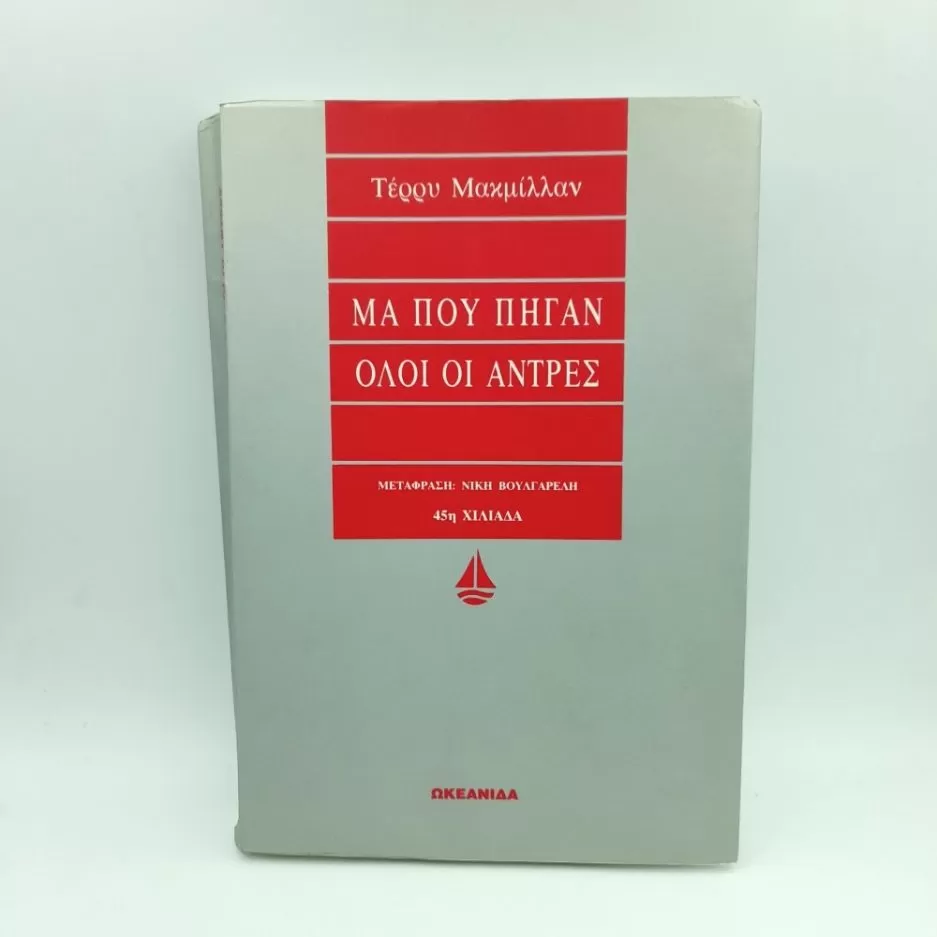 Τέρρυ Μακμίλλαν
ΜΑ ΠΟΥ ΠΗΓΑΝ
ΟΛΟΙ ΟΙ ΑΝΤΡΕΣ
ΜΕΤΑΦΡΑΣΗ: ΝΙΚΗ ΒΟΥΛΓΑΡΕΛΗ
45η ΧΙΛΙΑΔΑ
ΩΚΕΑΝΙΔΑ